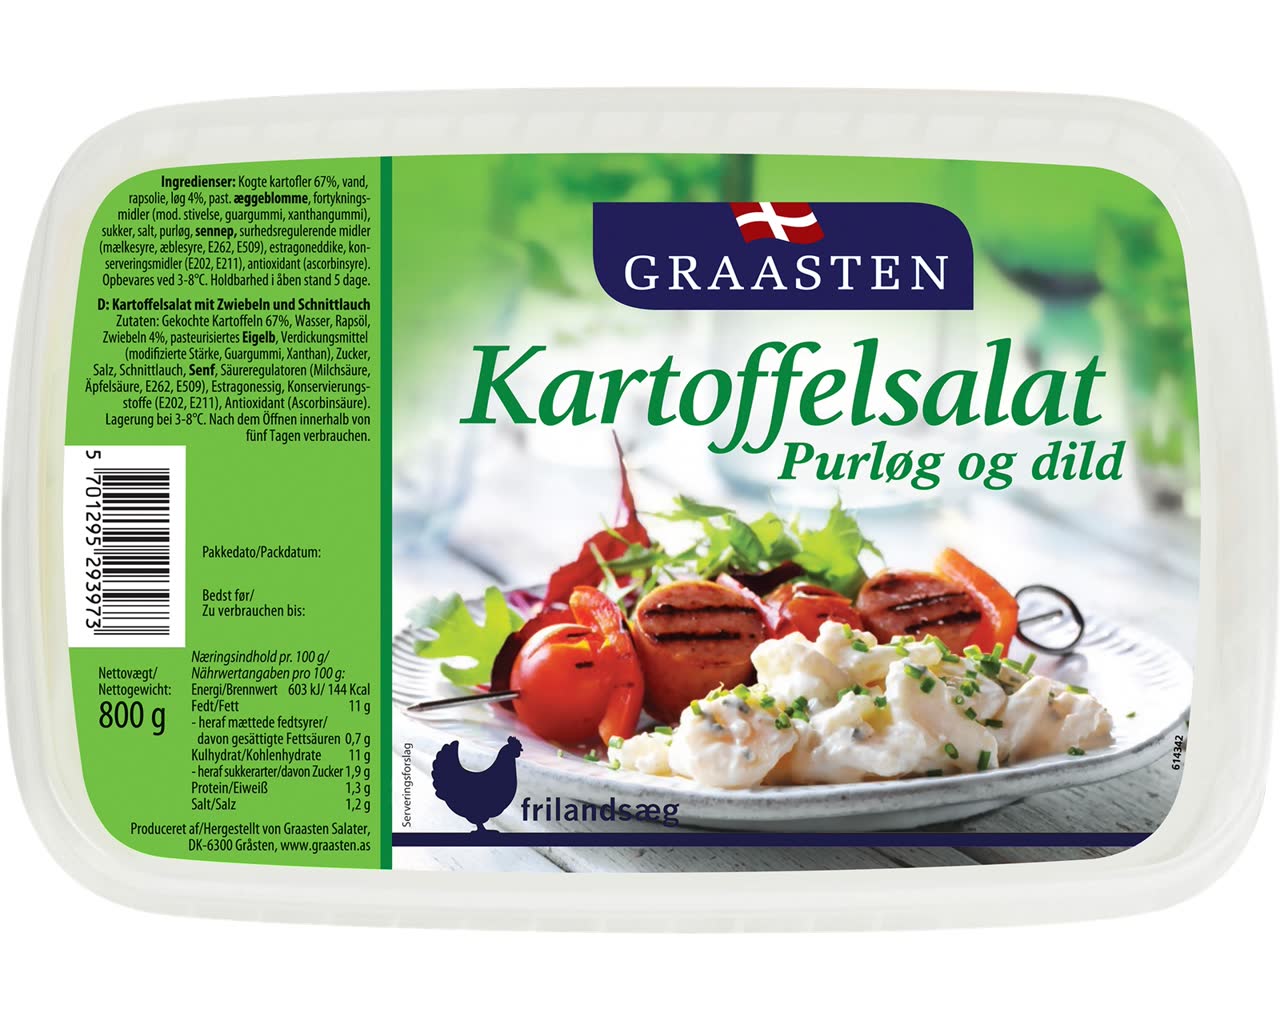 Ingredienser: Kogte kartofler 67%, vand,
rapsolie, løg 4%, past. æggeblomme, fortyknings-
midler (mod. stivelse, guargummi, xanthangummi),
sukker, salt, purløg, sennep, surhedsregulerende midler
(mælkesyre, æblesyre, E262, E509), estragoneddike, kon-
serveringsmidler (E202, E211), antioxidant (ascorbinsyre).
Opbevares ved 3-8°C. Holdbarhed i åben stand 5 dage.
D: Kartoffelsalat mit Zwiebeln und Schnittlauch
Zutaten: Gekochte Kartoffeln 67%, Wasser, Rapsöl,
Zwiebeln 4%, pasteurisiertes Eigelb, Verdickungsmittel
(modifizierte Stärke, Guargummi, Xanthan), Zucker,
Salz, Schnittlauch, Senf, Säureregulatoren (Milchsäure,
Äpfelsäure, E262, E509), Estragonessig, Konservierungs-
stoffe (E202, E211), Antioxidant (Ascorbinsäure).
Lagerung bei 3-8°C. Nach dem Öffnen innerhalb von
fünf Tagen verbrauchen.
5 701295 293973
Pakkedato/Packdatum:
Bedst før/
Zu verbrauchen bis:
Nettovægt/
Nettogewicht:
800 g
Næringsindhold pr. 100 g/
Nährwertangaben pro 100 g:
Energi/Brennwert 603 kJ/ 144 Kcal
Fedt/Fett 11 g
- heraf mættede fedtsyrer/
davon gesättigte Fettsäuren 0,7 g
Kulhydrat/Kohlenhydrate 11 g
- heraf sukkerarter/davon Zucker 1,9 g
Protein/Eiweiß 1,3 g
Salt/Salz 1,2 g
Produceret af/Hergestellt von Graasten Salater,
DK-6300 Gråsten, www.graasten.as
GRAASTEN
Kartoffelsalat
Purløg og dild
Serveringsforslag
frilandsæg
614342